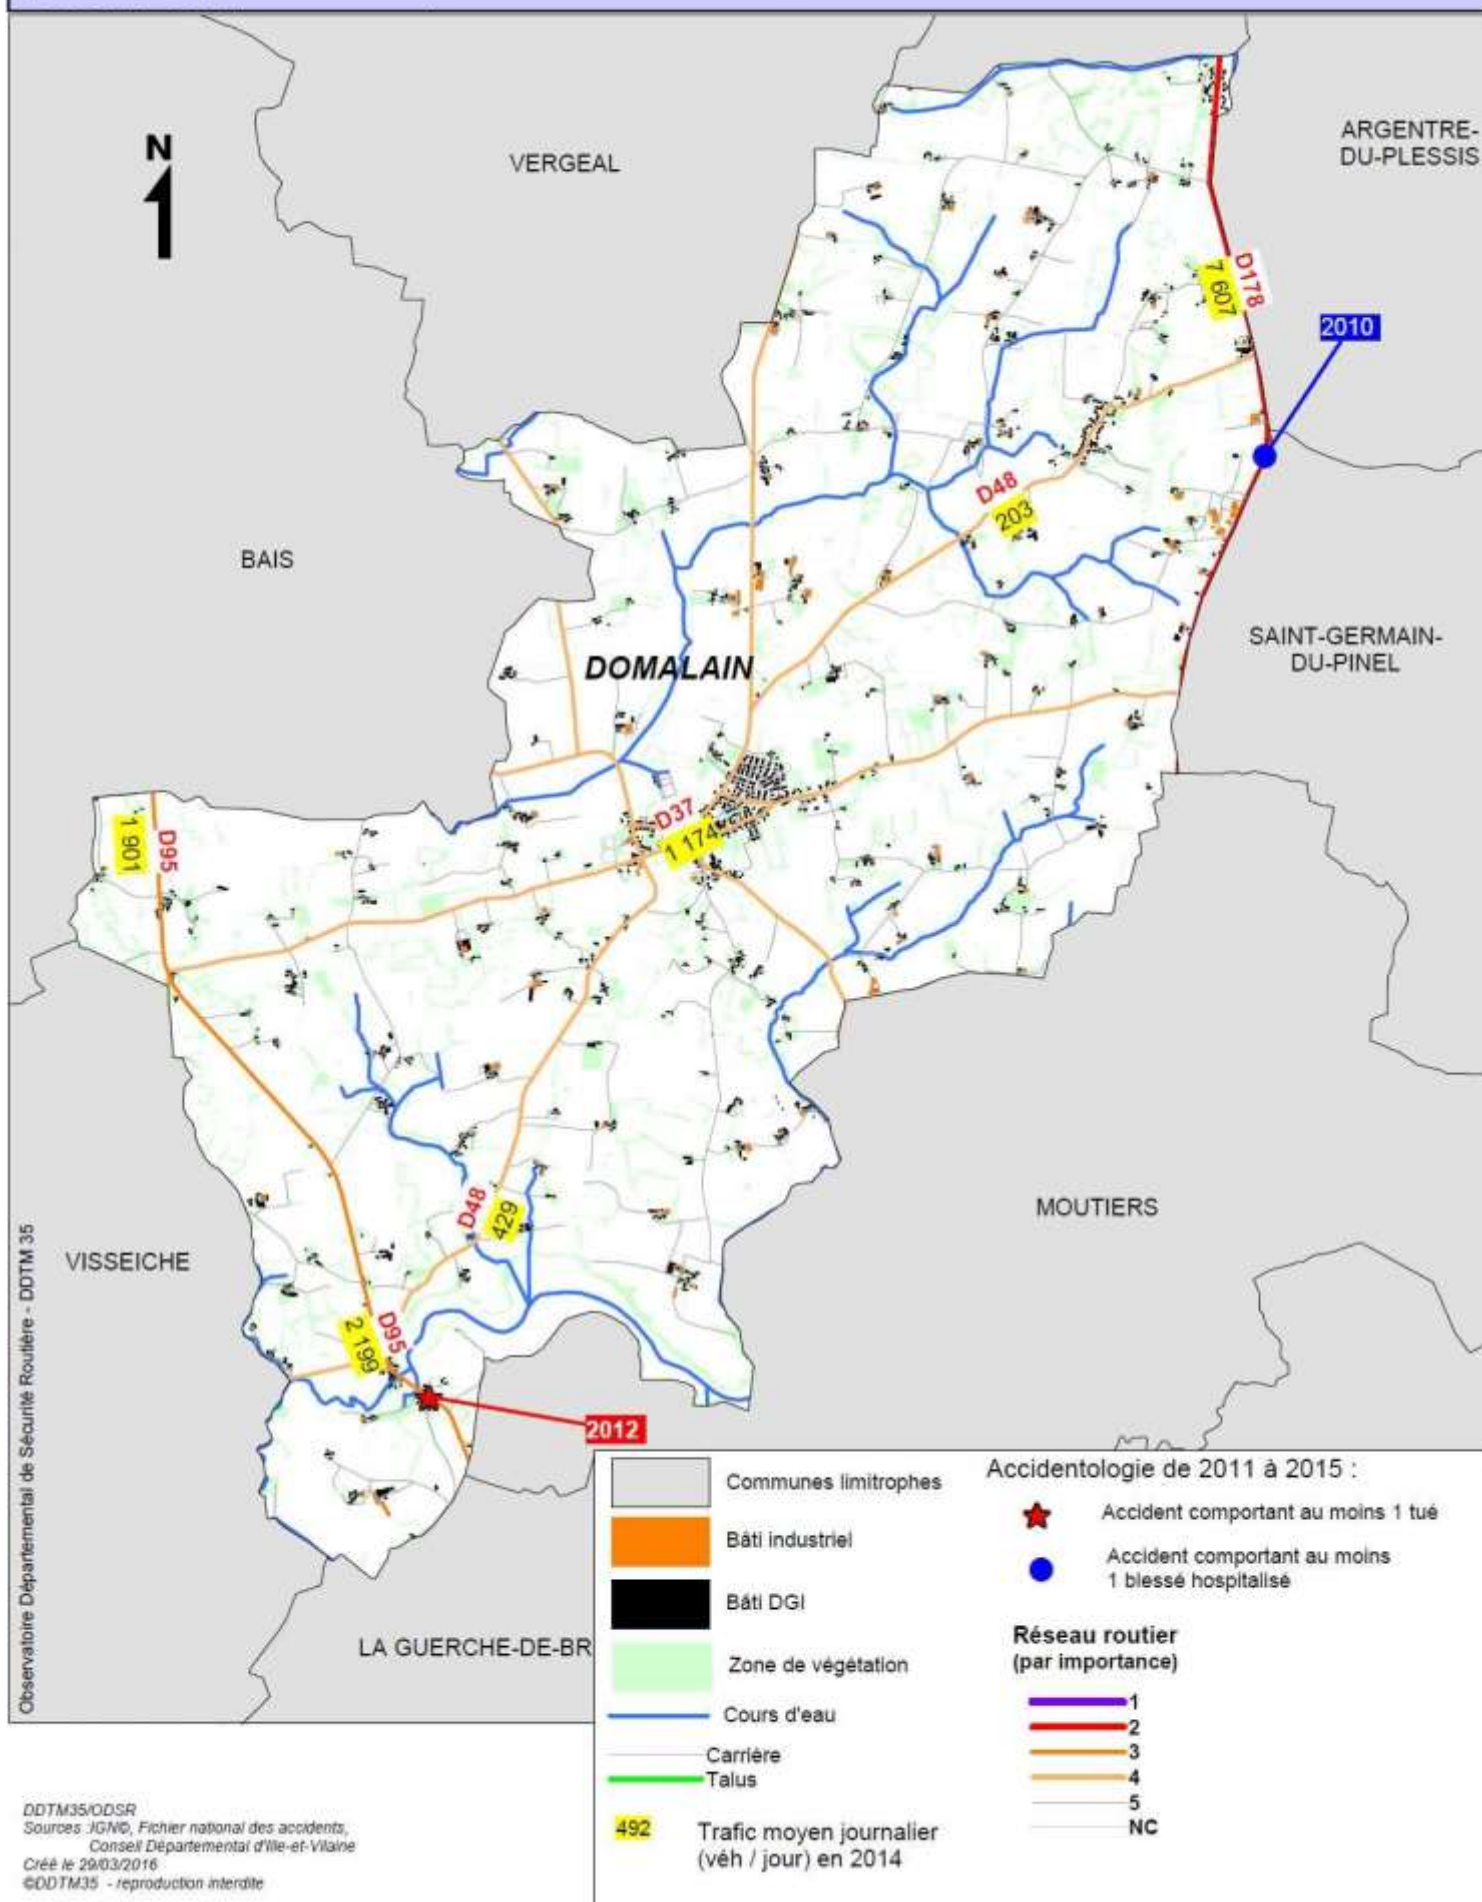 N
VERGEAL
ARGENTRE-
DU-PLESSIS
D178
7 607
2010
BAIS
D48
203
SAINT-GERMAIN-
DU-PINEL
DOMALAIN
D37
1 174
1 901
D95
MOUTIERS
D48
429
VISSEICHE
D95
2 199
2012
LA GUERCHE-DE-BR
Observatoire Départemental de Sécurité Routière - DDTM 35
Communes limitrophes
Bâti industriel
Bâti DGI
Zone de végétation
Cours d'eau
Carrière
Talus
492
Trafic moyen journalier
(véh / jour) en 2014
Accidentologie de 2011 à 2015 :
Accident comportant au moins 1 tué
Accident comportant au moins
1 blessé hospitalisé
Réseau routier
(par importance)
1
2
3
4
5
NC
DDTM35/ODSR
Sources :IGN©, Fichier national des accidents,
Conseil Départemental d'Ille-et-Vilaine
Créé le 29/03/2016
©DDTM35 - reproduction interdite